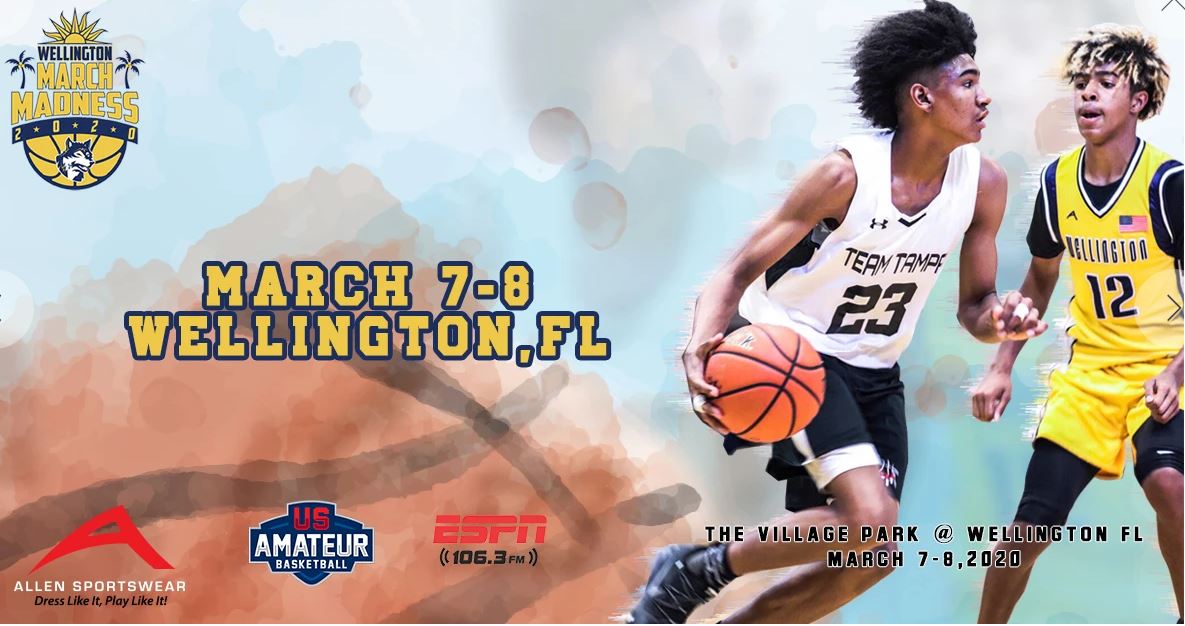 WELLINGTON
MARCH
MADNESS
2020
MARCH 7-8
WELLINGTON,FL
TEAM TAMPA
23
WELLINGTON
12
ALLEN SPORTSWEAR
Dress Like It, Play Like It!
US
AMATEUR
BASKETBALL
ESPN
((106.3 FM))
THE VILLAGE PARK @ WELLINGTON FL
MARCH 7-8,2020